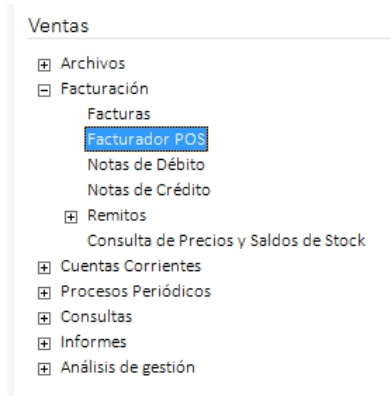 Ventas
Archivos
Facturación
Facturas
Facturador POS
Notas de Débito
Notas de Crédito
Remitos
Consulta de Precios y Saldos de Stock
Cuentas Corrientes
Procesos Periódicos
Consultas
Informes
Análisis de gestión